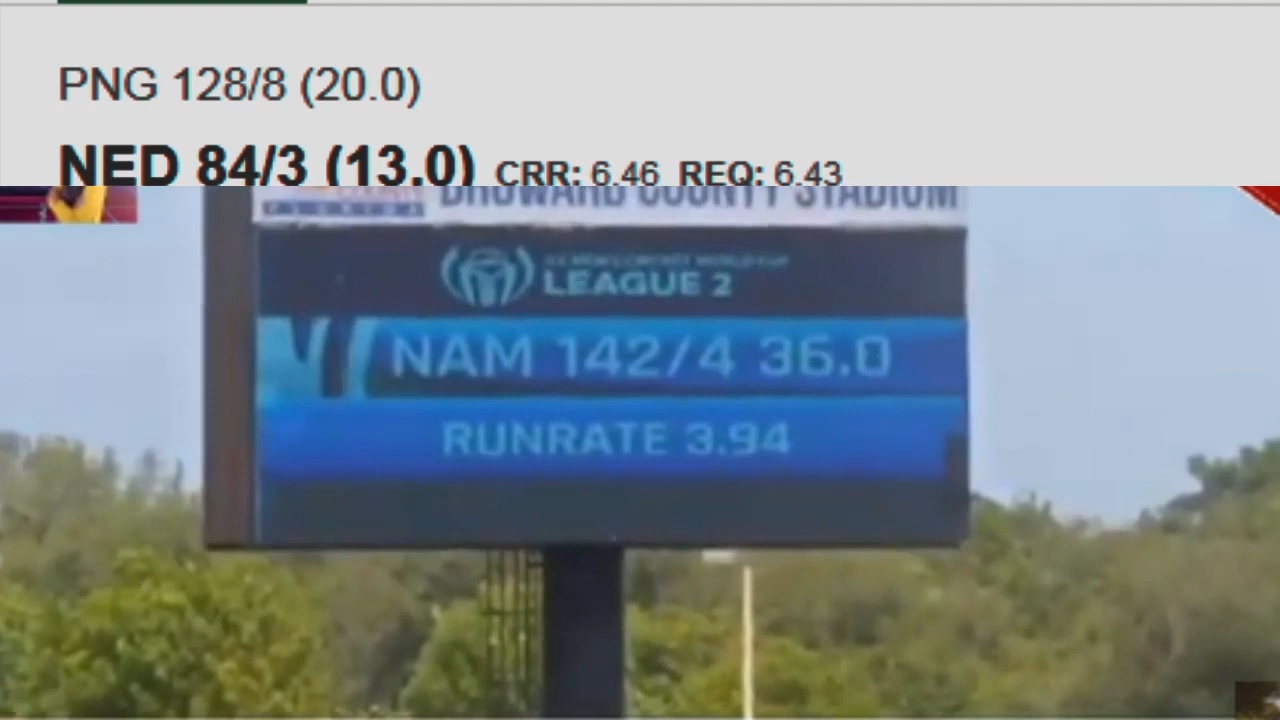 PNG 128/8 (20.0)
NED 84/3 (13.0) CRR: 6.46 REQ: 6.43
BROWARD COUNTY STADIUM
LEAGUE 2
NAM 142/4 36.0
RUNRATE 3.94